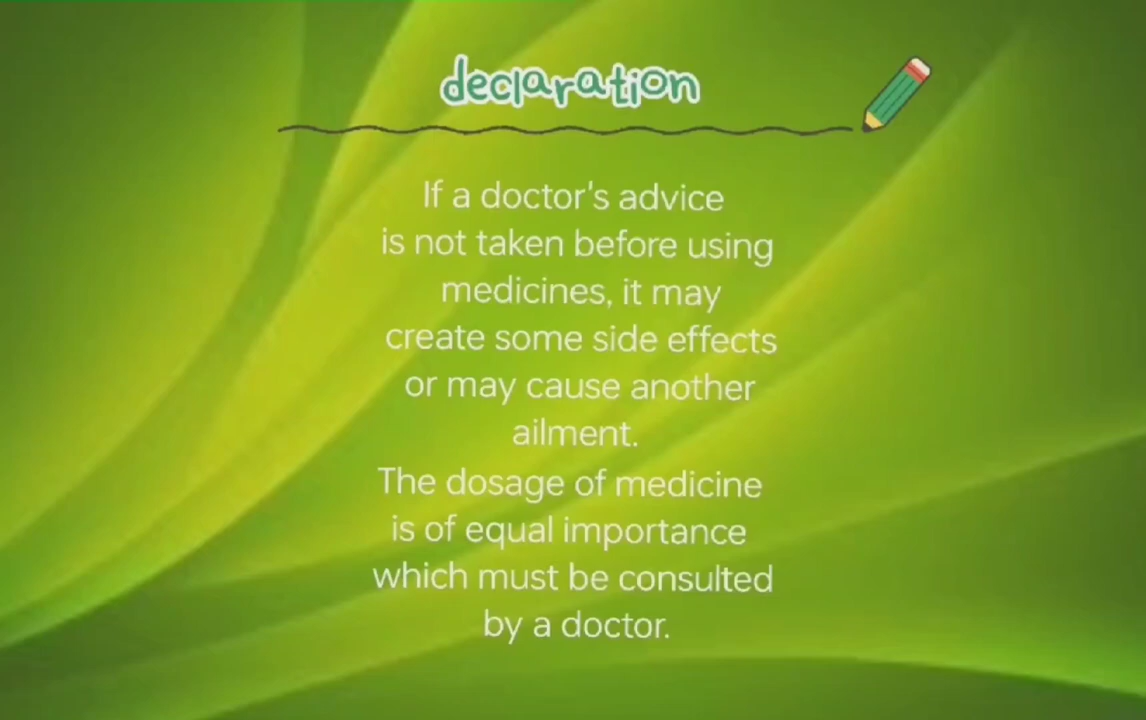 declaration
If a doctor's advice
is not taken before using
medicines, it may
create some side effects
or may cause another
ailment.
The dosage of medicine
is of equal importance
which must be consulted
by a doctor.